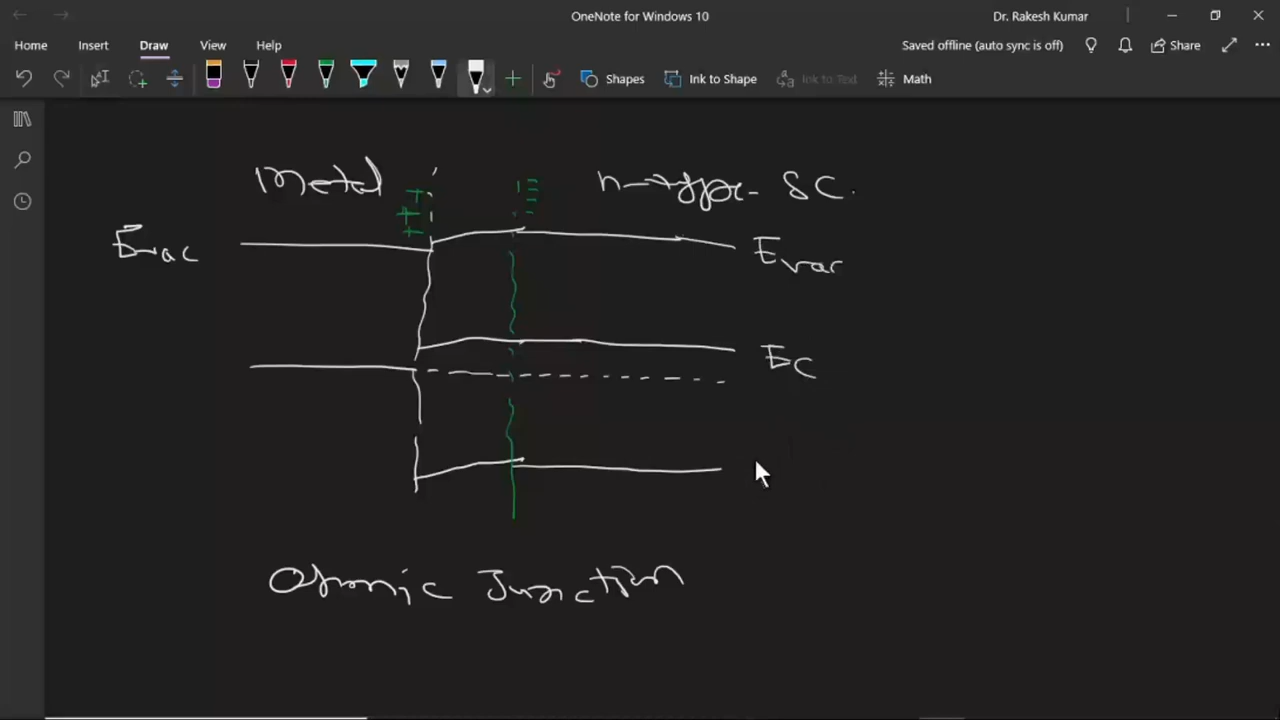 OneNote for Windows 10
Dr. Rakesh Kumar
Home Insert Draw View Help
Saved offline (auto sync is off)
Share
Shapes Ink to Shape Ink to Text Math
Metal n-type- SC.
Evac
Evac
Ec
Ohmic Junction